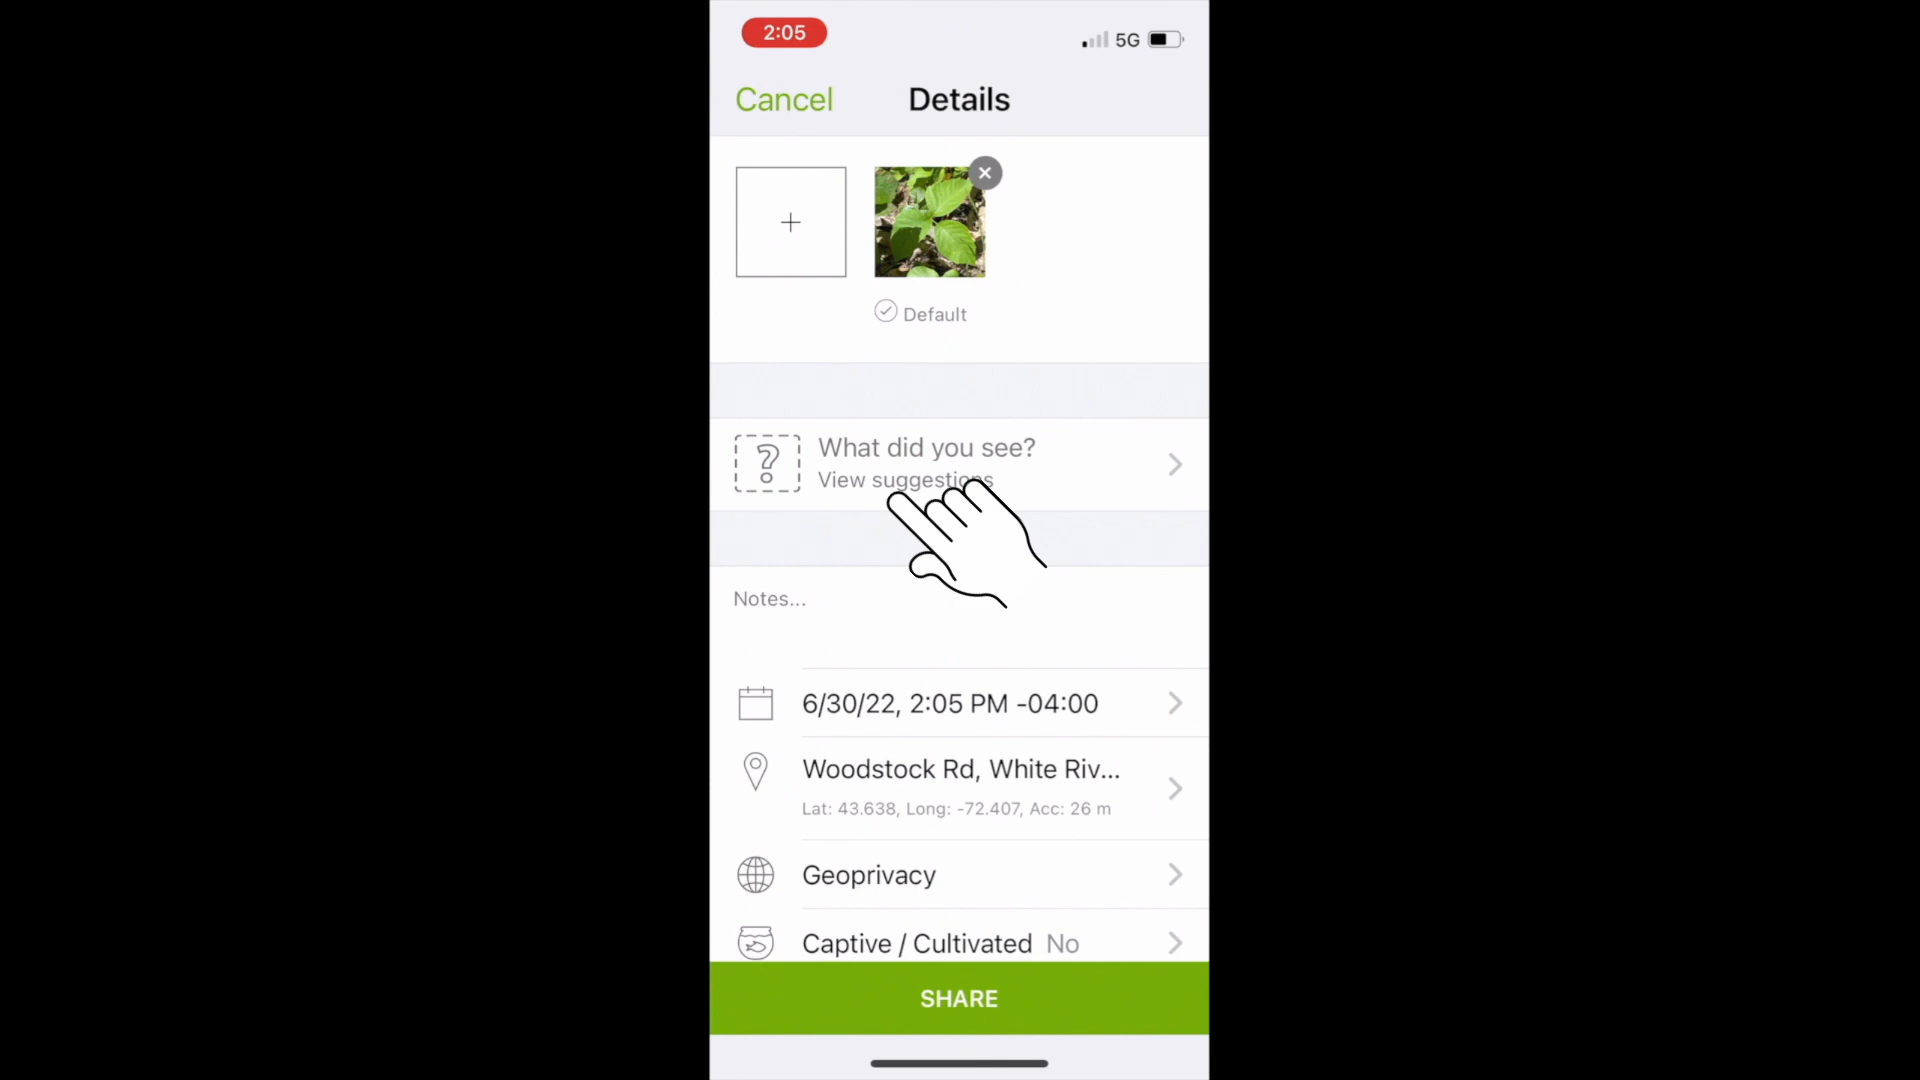 2:05
5G
Cancel
Details
Default
What did you see?
View suggestions
Notes...
6/30/22, 2:05 PM -04:00
Woodstock Rd, White Riv...
Lat: 43.638, Long: -72.407, Acc: 26 m
Geoprivacy
Captive / Cultivated No
SHARE